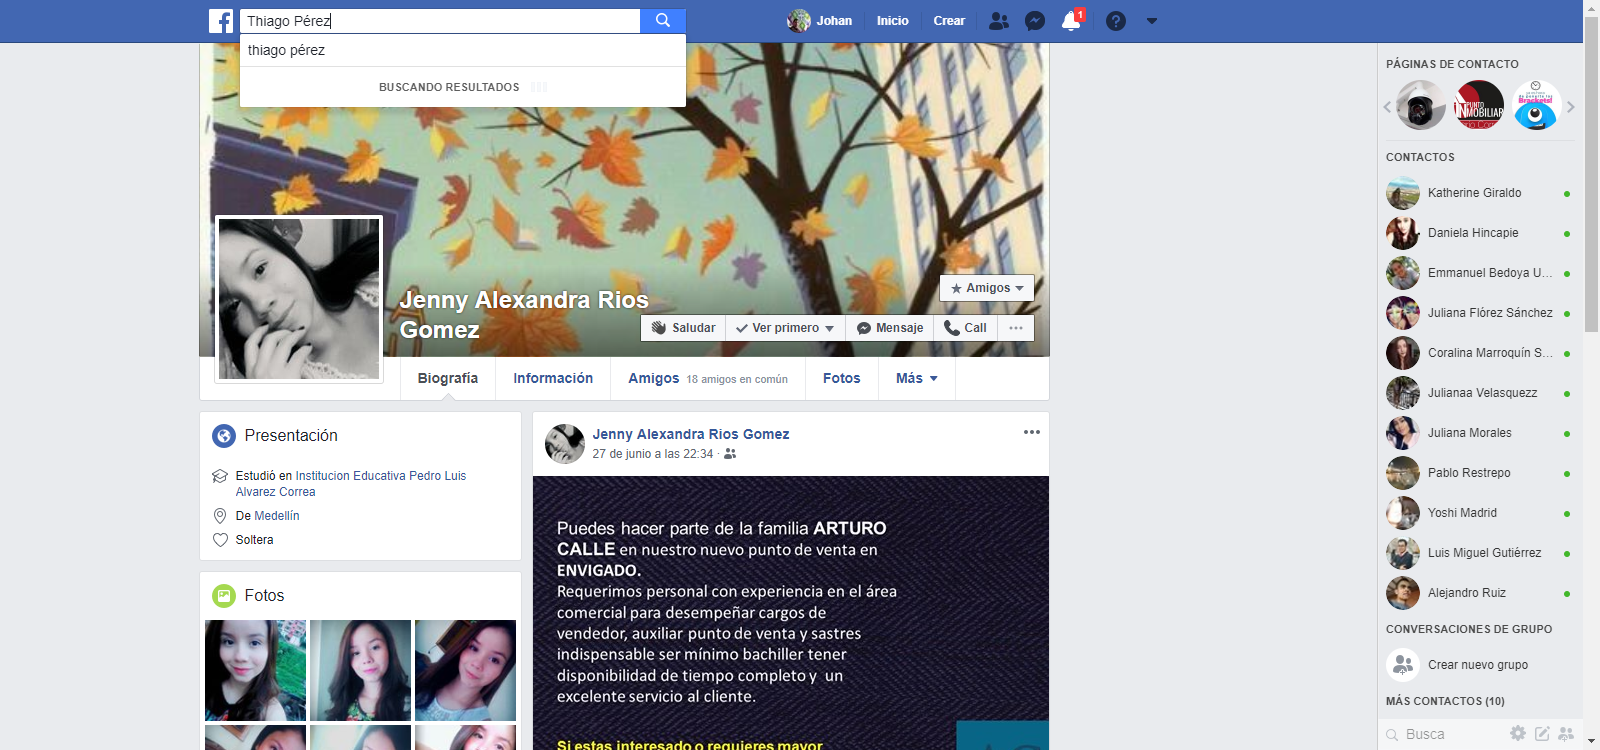 Thiago Pérez
Johan
Inicio
Crear
1
thiago pérez
BUSCANDO RESULTADOS
Jenny Alexandra Rios
Gomez
Amigos
Saludar
Ver primero
Mensaje
Call
Biografía
Información
Amigos 18 amigos en común
Fotos
Más
Presentación
Estudió en Institucion Educativa Pedro Luis
Alvarez Correa
De Medellín
Soltera
Fotos
Jenny Alexandra Rios Gomez
27 de junio a las 22:34 ·
Puedes hacer parte de la familia ARTURO
CALLE en nuestro nuevo punto de venta en
ENVIGADO.
Requerimos personal con experiencia en el área
comercial para desempeñar cargos de
vendedor, auxiliar punto de venta y sastres
indispensable ser mínimo bachiller tener
disponibilidad de tiempo completo y un
excelente servicio al cliente.
Si estas interesado o requieres mayor
PÁGINAS DE CONTACTO
PUNTO
INMOBILIAR
Brackets!
CONTACTOS
Katherine Giraldo
Daniela Hincapie
Emmanuel Bedoya U...
Juliana Flórez Sánchez
Coralina Marroquín S...
Julianaa Velasquezz
Juliana Morales
Pablo Restrepo
Yoshi Madrid
Luis Miguel Gutiérrez
Alejandro Ruiz
CONVERSACIONES DE GRUPO
Crear nuevo grupo
MÁS CONTACTOS (10)
Busca